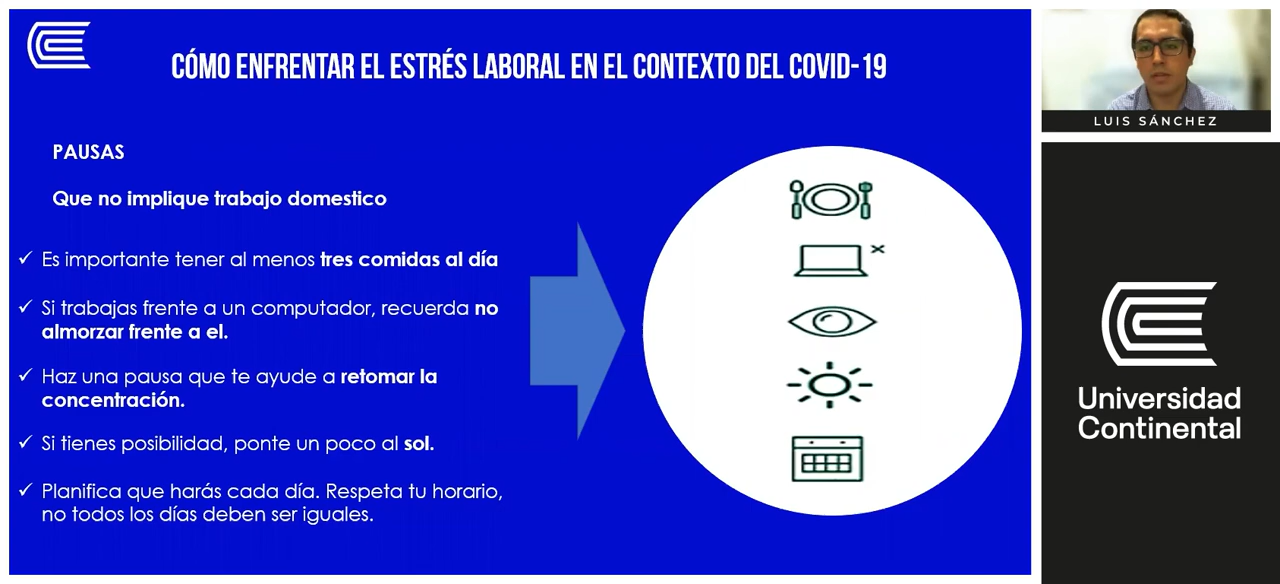 CÓMO ENFRENTAR EL ESTRÉS LABORAL EN EL CONTEXTO DEL COVID-19
PAUSAS
Que no implique trabajo domestico
✓ Es importante tener al menos tres comidas al día
✓ Si trabajas frente a un computador, recuerda no
almorzar frente a el.
✓ Haz una pausa que te ayude a retomar la
concentración.
✓ Si tienes posibilidad, ponte un poco al sol.
✓ Planifica que harás cada día. Respeta tu horario,
no todos los días deben ser iguales.
LUIS SÁNCHEZ
Universidad
Continental